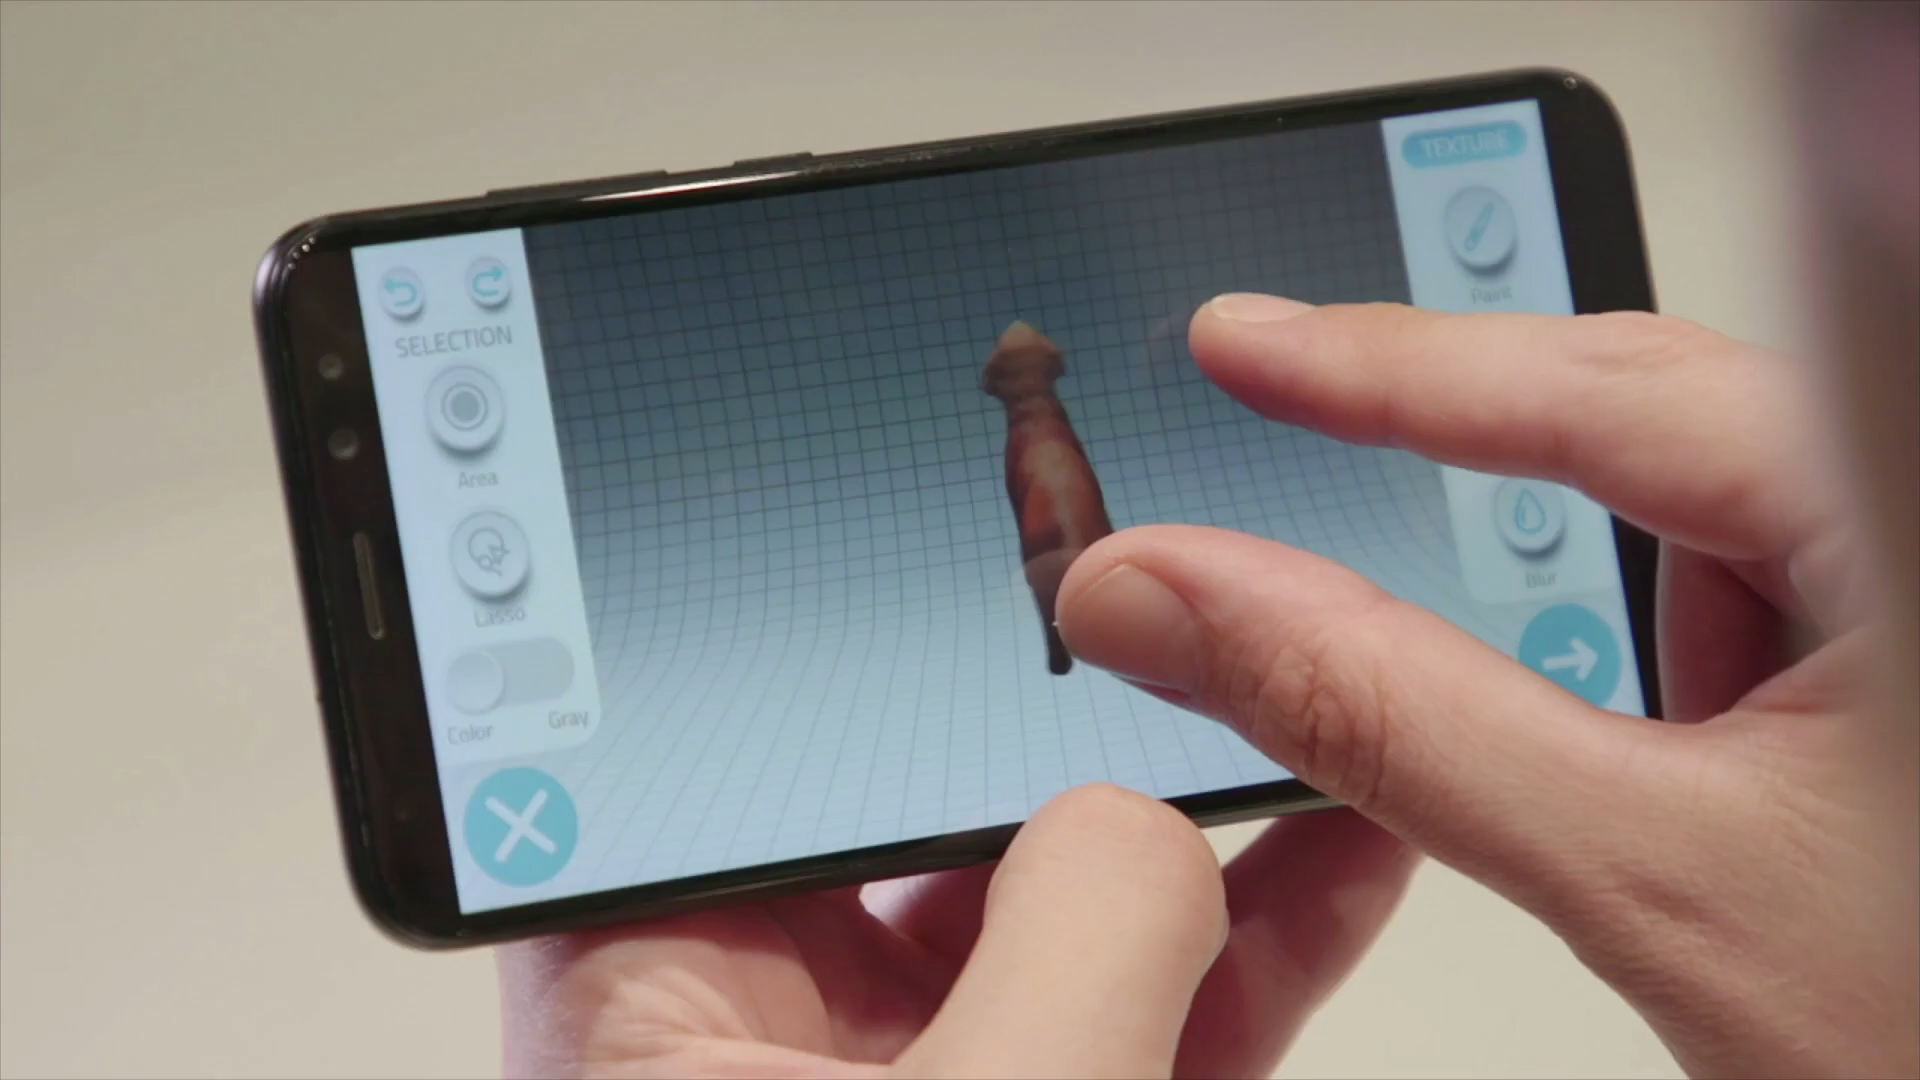 SELECTION
Area
Lasso
Color Gray
TEXTURE
Paint
Blur